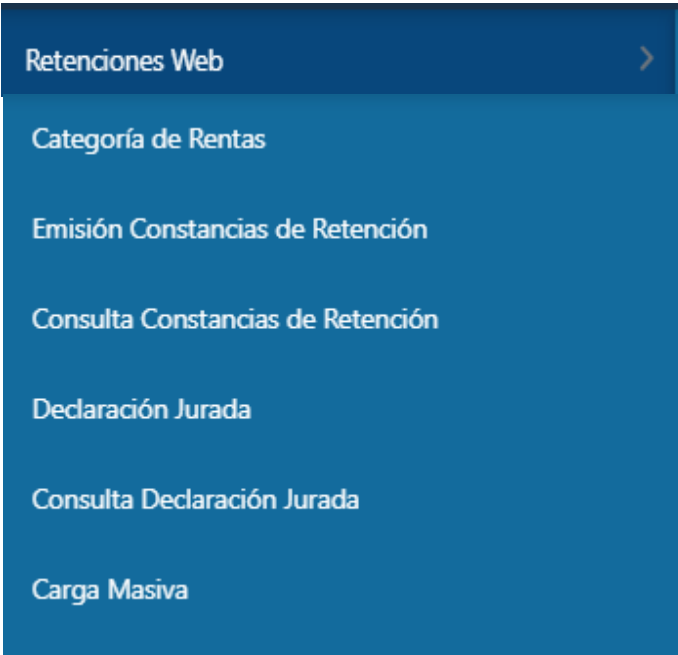 Retenciones Web
Categoría de Rentas
Emisión Constancias de Retención
Consulta Constancias de Retención
Declaración Jurada
Consulta Declaración Jurada
Carga Masiva